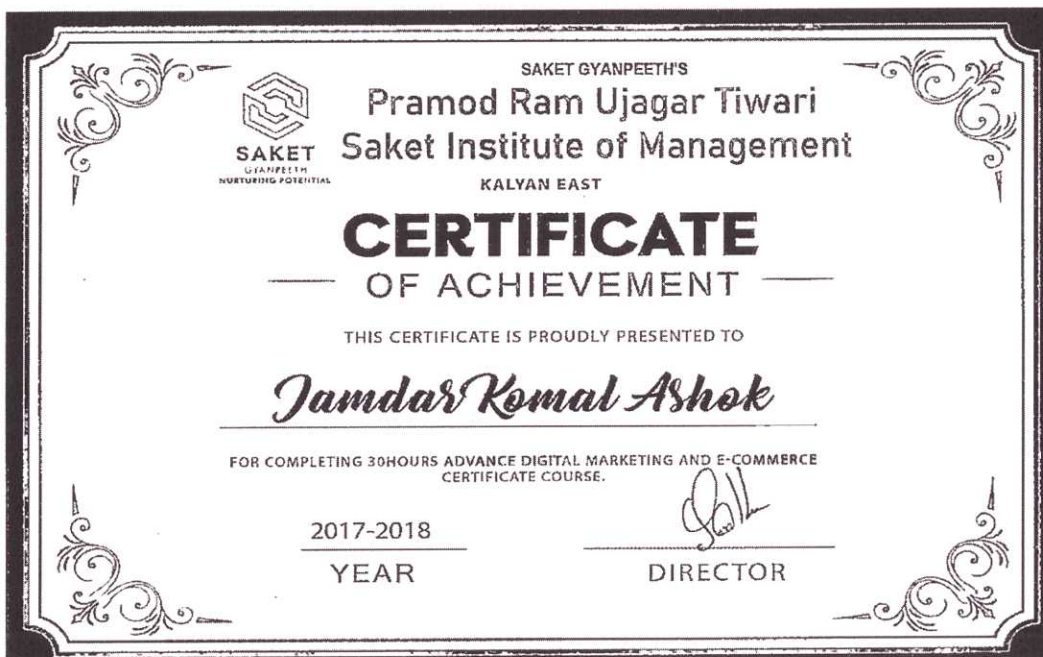 SAKET GYANPEETH'S
Pramod Ram Ujagar Tiwari
Saket Institute of Management
KALYAN EAST
SAKET
GYANPEETH
NURTURING POTENTIAL
CERTIFICATE
OF ACHIEVEMENT
THIS CERTIFICATE IS PROUDLY PRESENTED TO
Jamdar Komal Ashok
FOR COMPLETING 30HOURS ADVANCE DIGITAL MARKETING AND E-COMMERCE
CERTIFICATE COURSE.
2017-2018
YEAR
DIRECTOR